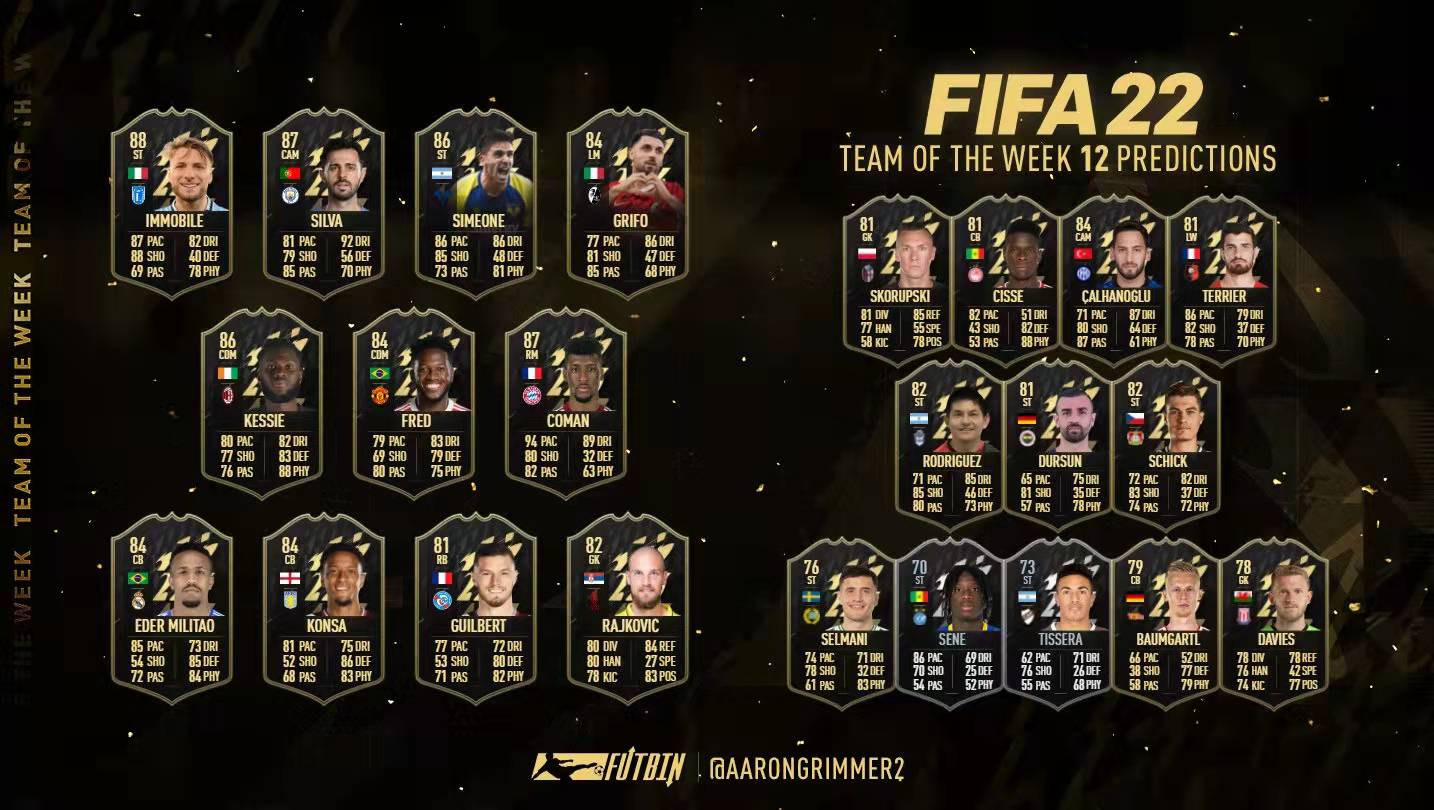 TEAM OF THE WEEK TEAM OF THE WEEK
FIFA 22
TEAM OF THE WEEK 12 PREDICTIONS
88
ST
IMMOBILE
87 PAC 82 DRI
88 SHO 40 DEF
69 PAS 78 PHY
87
CAM
SILVA
81 PAC 92 DRI
79 SHO 56 DEF
85 PAS 70 PHY
86
ST
SIMEONE
86 PAC 86 DRI
85 SHO 48 DEF
73 PAS 81 PHY
84
LM
GRIFO
77 PAC 86 DRI
81 SHO 47 DEF
85 PAS 68 PHY
86
CDM
KESSIE
80 PAC 82 DRI
77 SHO 83 DEF
76 PAS 88 PHY
84
CDM
FRED
79 PAC 83 DRI
69 SHO 79 DEF
80 PAS 75 PHY
87
RM
COMAN
94 PAC 89 DRI
80 SHO 32 DEF
82 PAS 63 PHY
84
CB
EDER MILITAO
85 PAC 73 DRI
54 SHO 85 DEF
72 PAS 84 PHY
84
CB
KONSA
81 PAC 75 DRI
52 SHO 86 DEF
68 PAS 83 PHY
81
RB
GUILBERT
77 PAC 72 DRI
53 SHO 80 DEF
71 PAS 82 PHY
82
GK
RAJKOVIC
80 DIV 84 REF
80 HAN 27 SPE
78 KIC 83 POS
81
GK
SKORUPSKI
81 DIV 85 REF
77 HAN 55 SPE
58 KIC 78 POS
81
CB
CISSE
82 PAC 51 DRI
43 SHO 82 DEF
53 PAS 88 PHY
84
CAM
ÇALHANOGLU
71 PAC 87 DRI
80 SHO 64 DEF
87 PAS 61 PHY
81
LW
TERRIER
86 PAC 79 DRI
82 SHO 37 DEF
78 PAS 70 PHY
82
ST
RODRIGUEZ
71 PAC 85 DRI
85 SHO 46 DEF
80 PAS 73 PHY
81
ST
DURSUN
65 PAC 75 DRI
81 SHO 35 DEF
57 PAS 78 PHY
82
ST
SCHICK
72 PAC 82 DRI
83 SHO 37 DEF
74 PAS 72 PHY
76
ST
SELMANI
74 PAC 71 DRI
78 SHO 32 DEF
61 PAS 83 PHY
70
ST
SENE
86 PAC 69 DRI
70 SHO 25 DEF
54 PAS 52 PHY
73
ST
TISSERA
62 PAC 71 DRI
76 SHO 26 DEF
55 PAS 68 PHY
79
CB
BAUMGARTL
66 PAC 52 DRI
38 SHO 77 DEF
58 PAS 79 PHY
78
GK
DAVIES
78 DIV 78 REF
76 HAN 42 SPE
74 KIC 77 POS
FUTBIN @AARONGRIMMER2